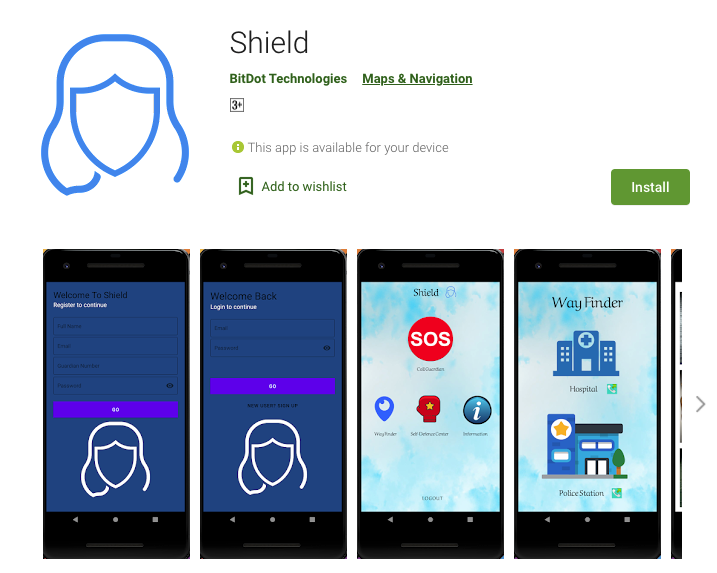 Shield
BitDot Technologies Maps & Navigation
3+
This app is available for your device
Add to wishlist
Install
Welcome To Shield
Register to continue
Full Name
Email
Guardian Number
Password
GO
Welcome Back
Login to continue
Email
Password
GO
NEW USER? SIGN UP
Shield
SOS
Call Guardian
Way Finder
Self-Defence Center
Information
LOGOUT
Way Finder
Hospital
Police Station